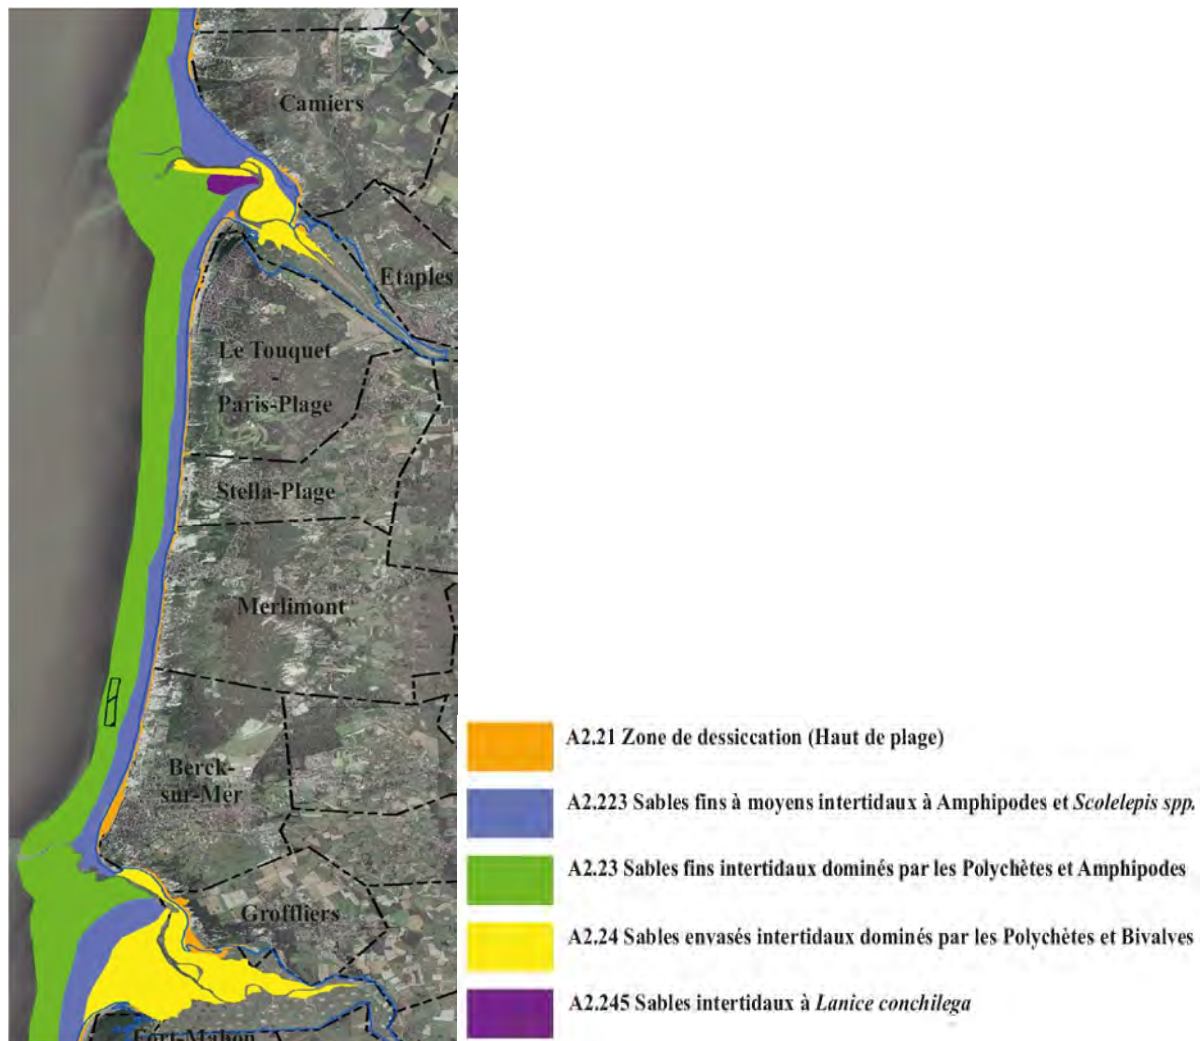 Camiers
Etaples
Le Touquet
-
Paris-Plage
Stella-Plage
Merlimont
Berck-
sur-Mer
Groffliers
Fort-Mahon
A2.21 Zone de dessiccation (Haut de plage)
A2.223 Sables fins à moyens intertidaux à Amphipodes et Scolelepis spp.
A2.23 Sables fins intertidaux dominés par les Polychètes et Amphipodes
A2.24 Sables envasés intertidaux dominés par les Polychètes et Bivalves
A2.245 Sables intertidaux à Lanice conchilega